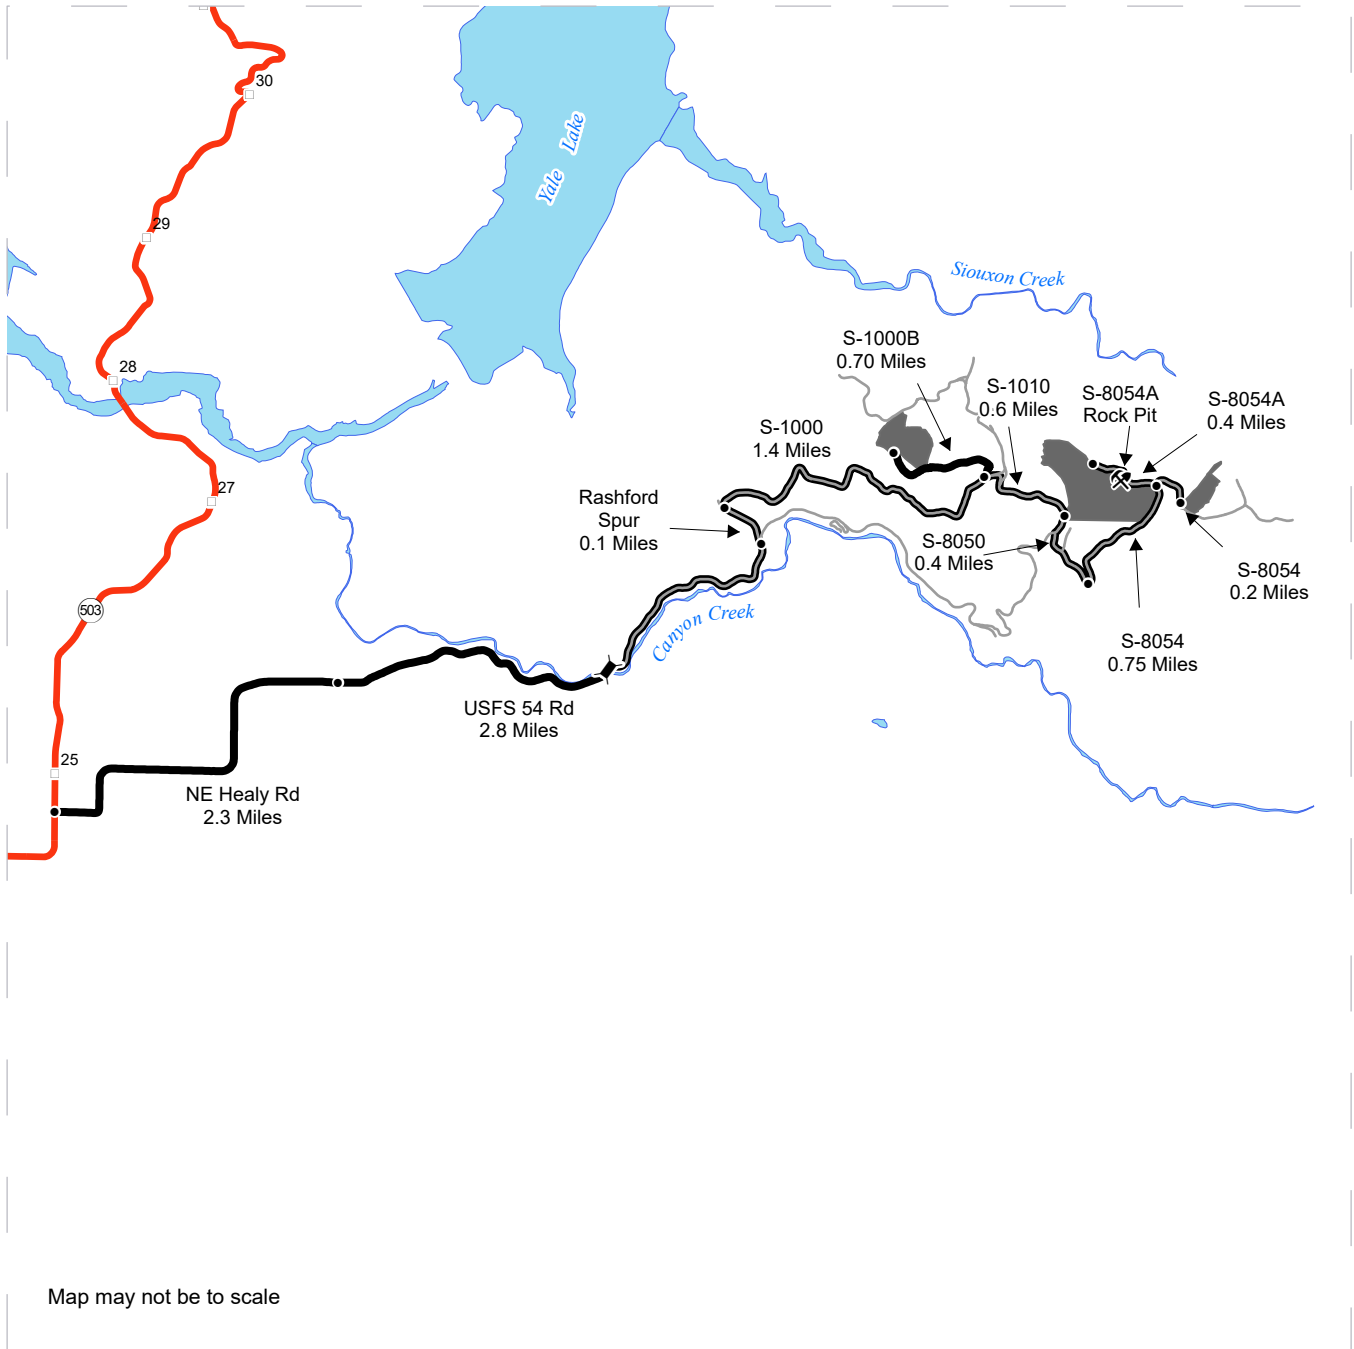 30
Yale Lake
29
Siouxon Creek
S-1000B
0.70 Miles
28
S-1010
0.6 Miles
S-8054A
Rock Pit
S-8054A
0.4 Miles
S-1000
1.4 Miles
27
Rashford
Spur
0.1 Miles
S-8050
0.4 Miles
S-8054
0.2 Miles
503
Canyon Creek
S-8054
0.75 Miles
USFS 54 Rd
2.8 Miles
25
NE Healy Rd
2.3 Miles
Map may not be to scale